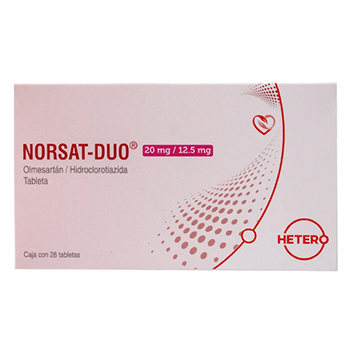 NORSAT-DUO® 20 mg / 12.5 mg
Olmesartán / Hidroclorotiazida
Tableta
HETERO
Caja con 28 tabletas